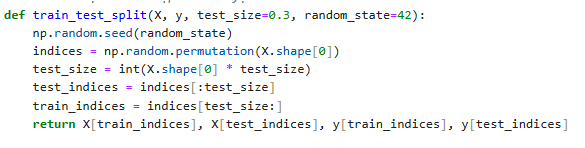 def train_test_split(X, y, test_size=0.3, random_state=42):
    np.random.seed(random_state)
    indices = np.random.permutation(X.shape[0])
    test_size = int(X.shape[0] * test_size)
    test_indices = indices[:test_size]
    train_indices = indices[test_size:]
    return X[train_indices], X[test_indices], y[train_indices], y[test_indices]